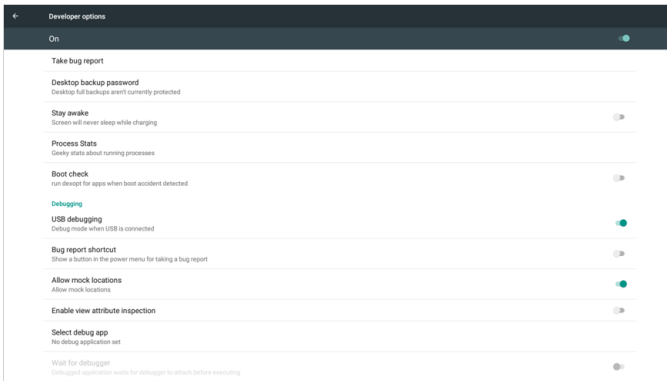 Developer options
On
Take bug report
Desktop backup password
Desktop full backups aren't currently protected
Stay awake
Screen will never sleep while charging
Process Stats
Geeky stats about running processes
Boot check
run dexopt for apps when boot accident detected
Debugging
USB debugging
Debug mode when USB is connected
Bug report shortcut
Show a button in the power menu for taking a bug report
Allow mock locations
Allow mock locations
Enable view attribute inspection
Select debug app
No debug application set
Wait for debugger
Debugged application waits for debugger to attach before executing